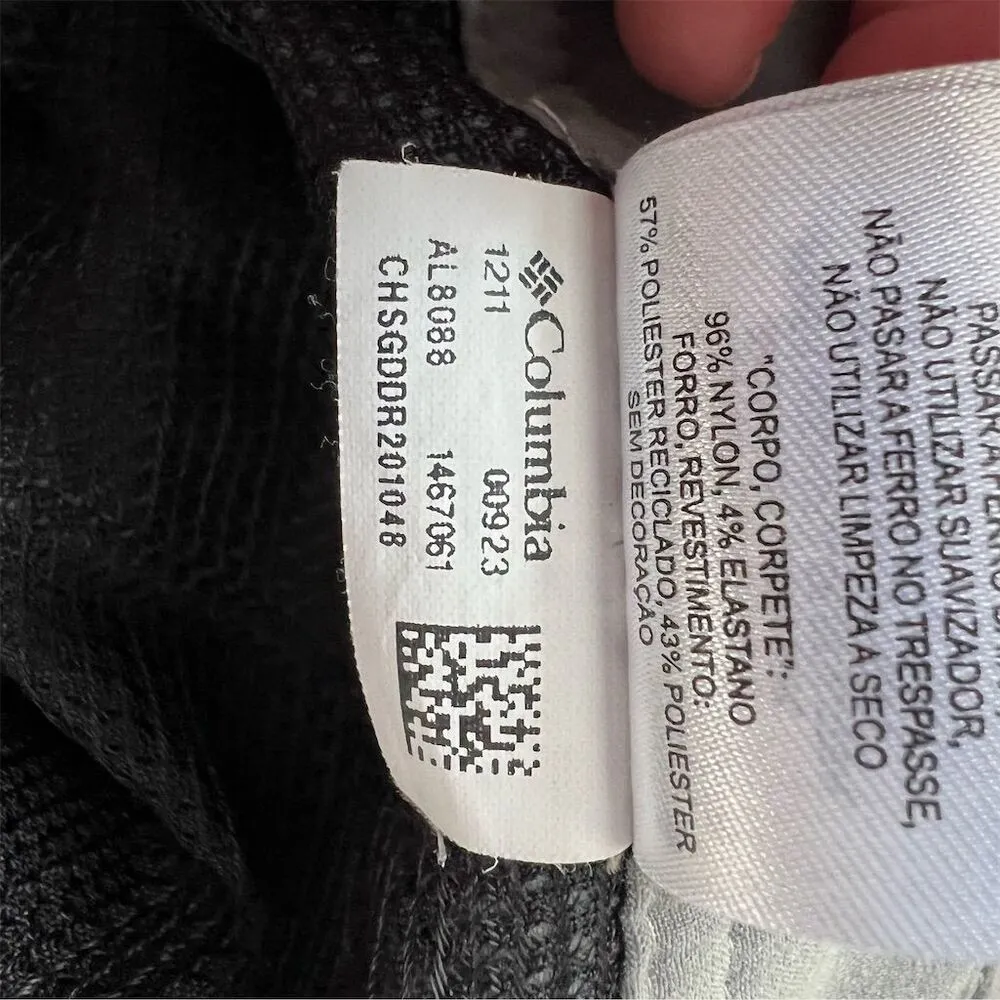 Columbia
1211 00923
AL8088 1467061
CHSGDDR201048
NÃO UTILIZAR SUAVIZADOR,
NÃO PASAR A FERRO NO TRESPASSE,
NÃO UTILIZAR LIMPEZA A SECO
"CORPO, CORPETE":
96% NYLON, 4% ELASTANO
FORRO, REVESTIMENTO:
57% POLIESTER RECICLADO, 43% POLIESTER
SEM DECORAÇÃO